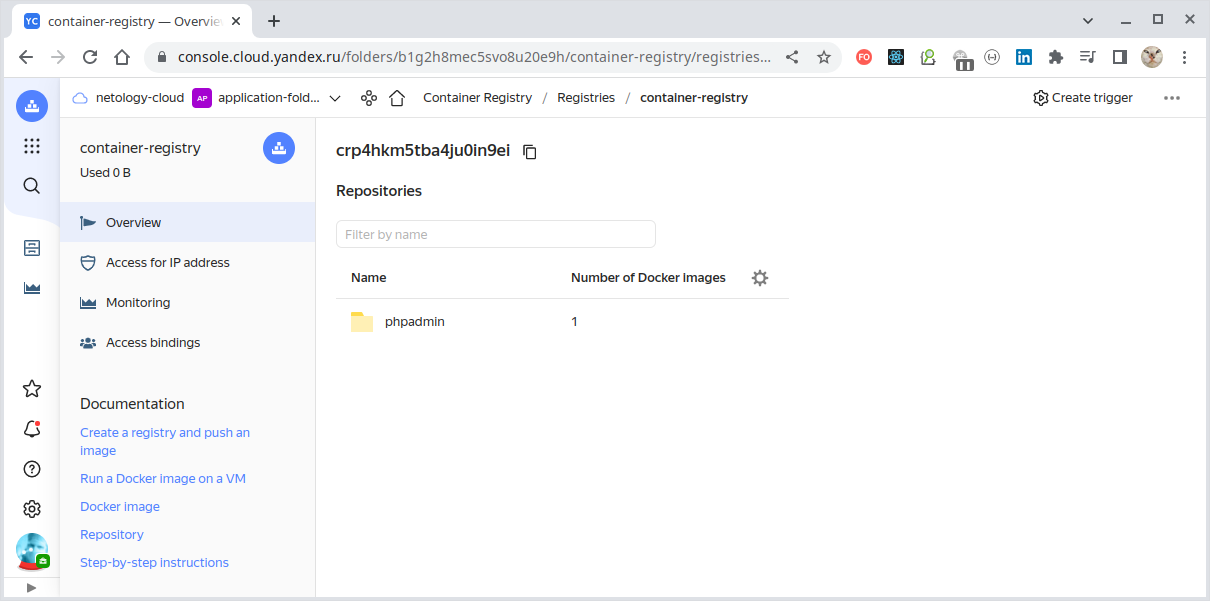 YC container-registry — Overvie
console.cloud.yandex.ru/folders/b1g2h8mec5svo8u20e9h/container-registry/registries...
FO
11
in
netology-cloud AP application-fold... Container Registry / Registries / container-registry Create trigger
container-registry
Used 0 B
Overview
Access for IP address
Monitoring
Access bindings
Documentation
Create a registry and push an
image
Run a Docker image on a VM
Docker image
Repository
Step-by-step instructions
crp4hkm5tba4ju0in9ei
Repositories
Filter by name
Name Number of Docker Images
phpadmin 1